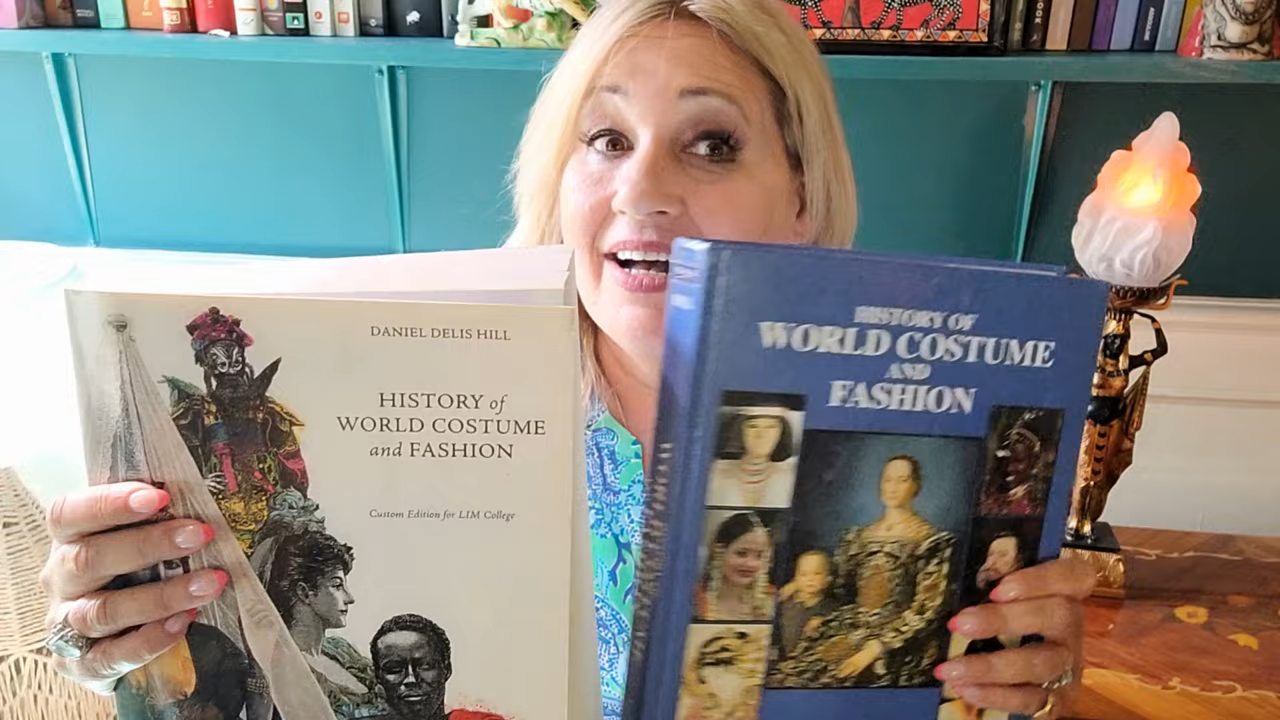 DANIEL DELIS HILL
HISTORY of
WORLD COSTUME
and FASHION
Custom Edition for LIM College
HISTORY OF
WORLD COSTUME
AND
FASHION